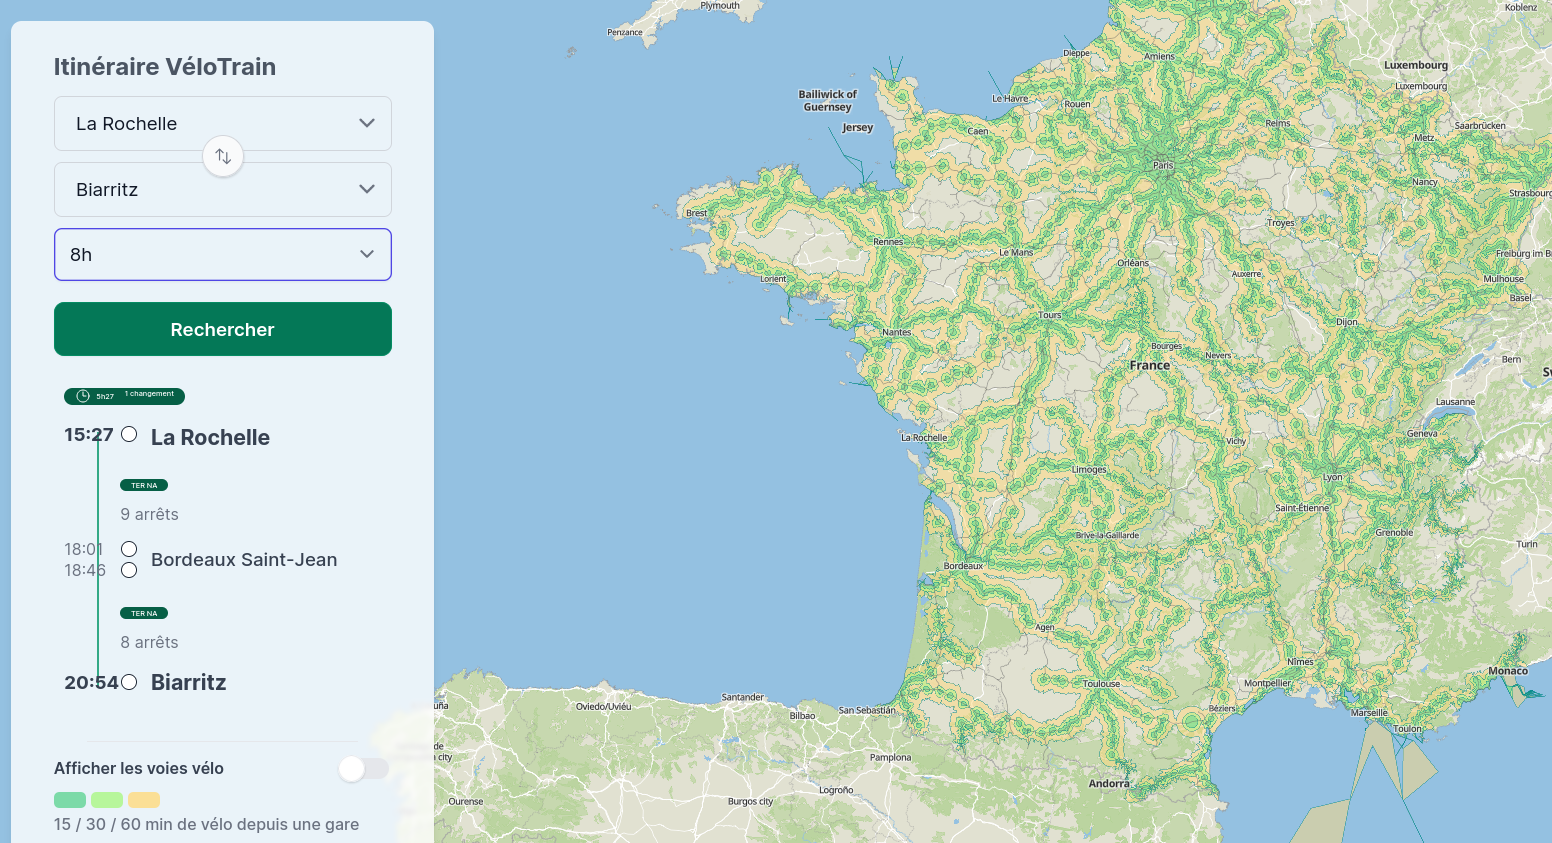 Itinéraire VéloTrain
La Rochelle
Biarritz
8h
Rechercher
5h27 1 changement
15:27 La Rochelle
TER NA
9 arrêts
18:01
Bordeaux Saint-Jean
18:46
TER NA
8 arrêts
20:54 Biarritz
Afficher les voies vélo
15 / 30 / 60 min de vélo depuis une gare
Plymouth
Penzance
Koblenz
Dieppe
Amiens
Luxembourg
Luxembourg
Bailiwick of
Guernsey
Le Havre
Rouen
Jersey
Caen
Reims
Saarbrücken
Metz
Paris
Nancy
Strasbourg
Brest
Troyes
Rennes
Le Mans
Orléans
Freiburg im B
Auxerre
Mulhouse
Lorient
Basel
Tours
Dijon
Nantes
Bourges
Nevers
Bern
France
Sv
Lausanne
La Rochelle
Vichy
Geneva
Limoges
Lyon
Saint-Étienne
Grenoble
Brive-la-Gaillarde
Turin
Bordeaux
Agen
Nîmes
Monaco
Toulouse
Montpellier
Santander
Oviedo/Uviéu
Bilbao
San Sebastián
Béziers
Marseille
Toulon
uña
de
a city
Pamplona
Andorra
Logroño
Ourense
Burgos city